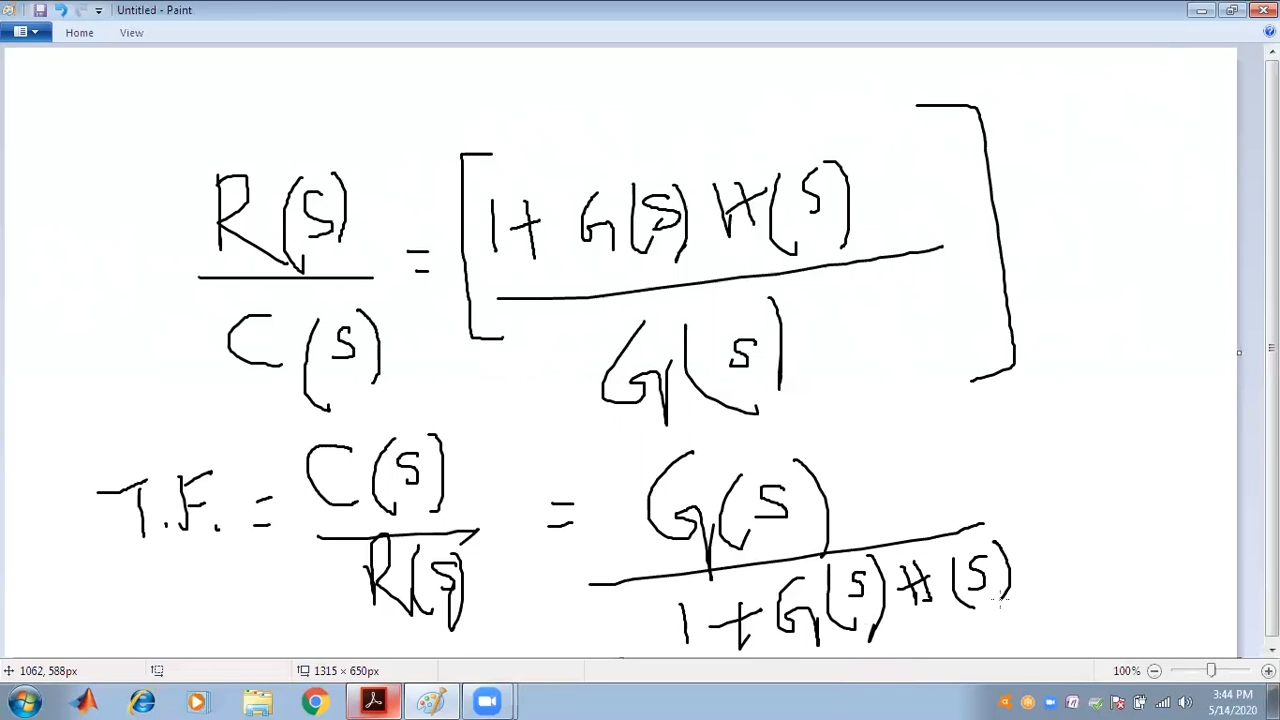 Untitled - Paint
Home View
R(S) / C(S) = [ 1 + G(S) H(S) / G(S) ]
T.F. = C(S) / R(S) = G(S) / 1 + G(S) H(S)
1062, 588px 1315 × 650px 100%
3:44 PM
5/14/2020